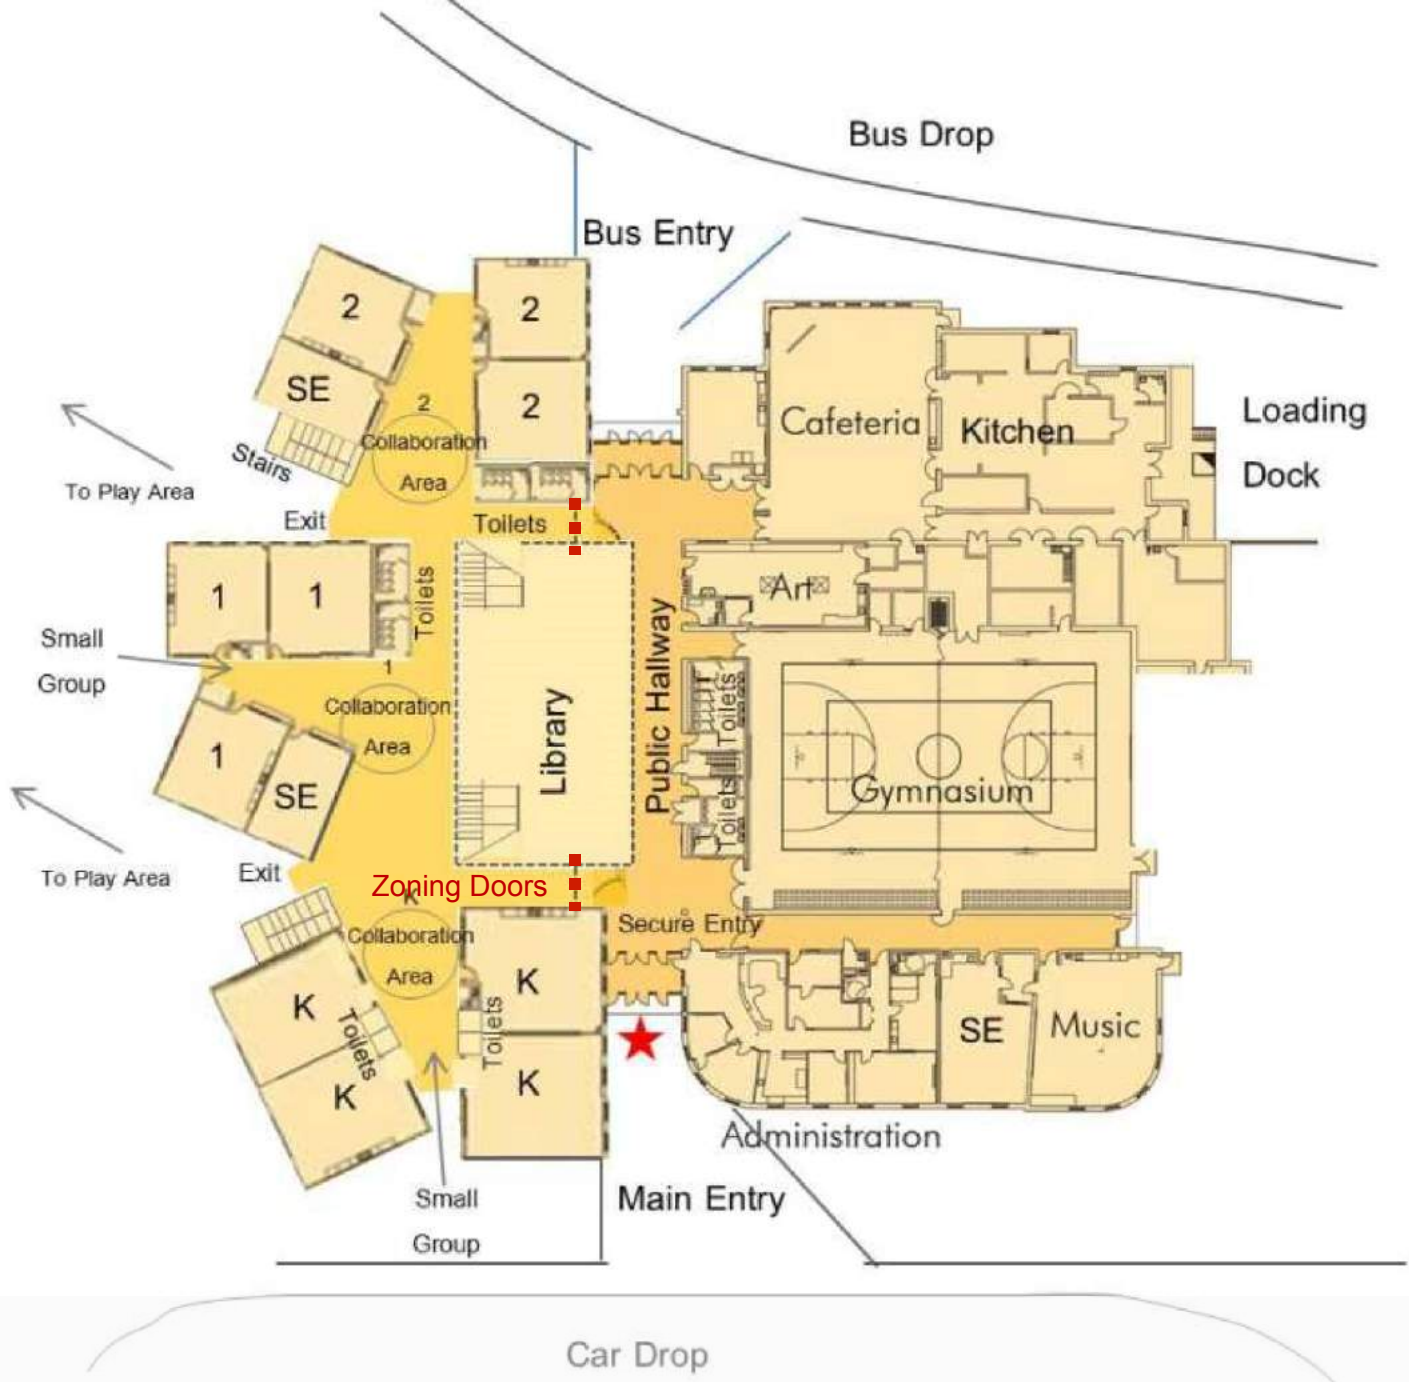 Bus Drop
Bus Entry
2
2
SE
2
2
Collaboration
Area
Stairs
To Play Area
Exit
Toilets
Cafeteria
Kitchen
Loading
Dock
1
1
Toilets
Art
Small
Group
1
Collaboration
Area
1
SE
Library
Public Hallway
Toilets
Toilets
Gymnasium
To Play Area
Exit
Zoning Doors
K
Collaboration
Area
Secure Entry
K
Toilets
K
K
Toilets
K
SE
Music
Administration
Small
Group
Main Entry
Car Drop